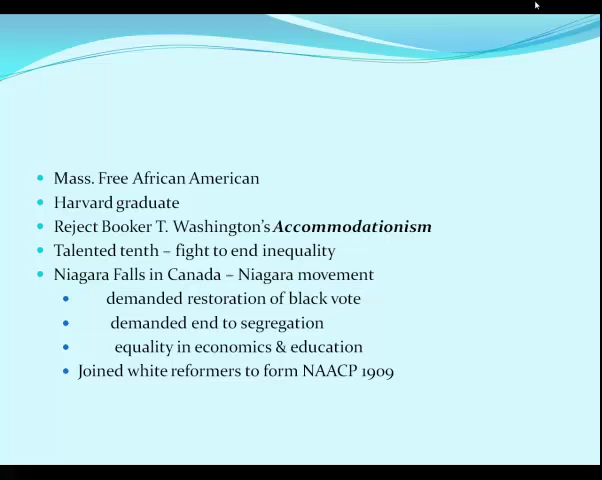 Mass. Free African American
Harvard graduate
Reject Booker T. Washington's Accommodationism
Talented tenth – fight to end inequality
Niagara Falls in Canada – Niagara movement
demanded restoration of black vote
demanded end to segregation
equality in economics & education
Joined white reformers to form NAACP 1909